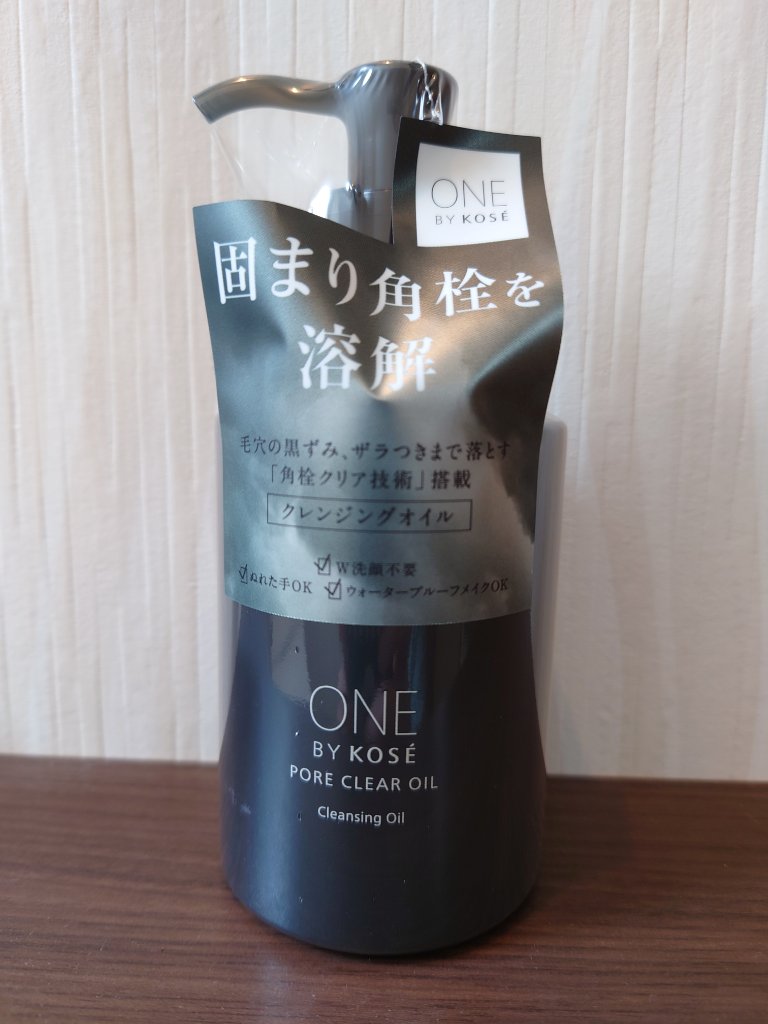 ONE
BY KOSÉ
固まり角栓を
溶解
毛穴の黒ずみ、ザラつきまで落とす
「角栓クリア技術」搭載
クレンジングオイル
W洗顔不要
ぬれた手OK ウォータープルーフメイクOK
ONE
BY KOSÉ
PORE CLEAR OIL
Cleansing Oil